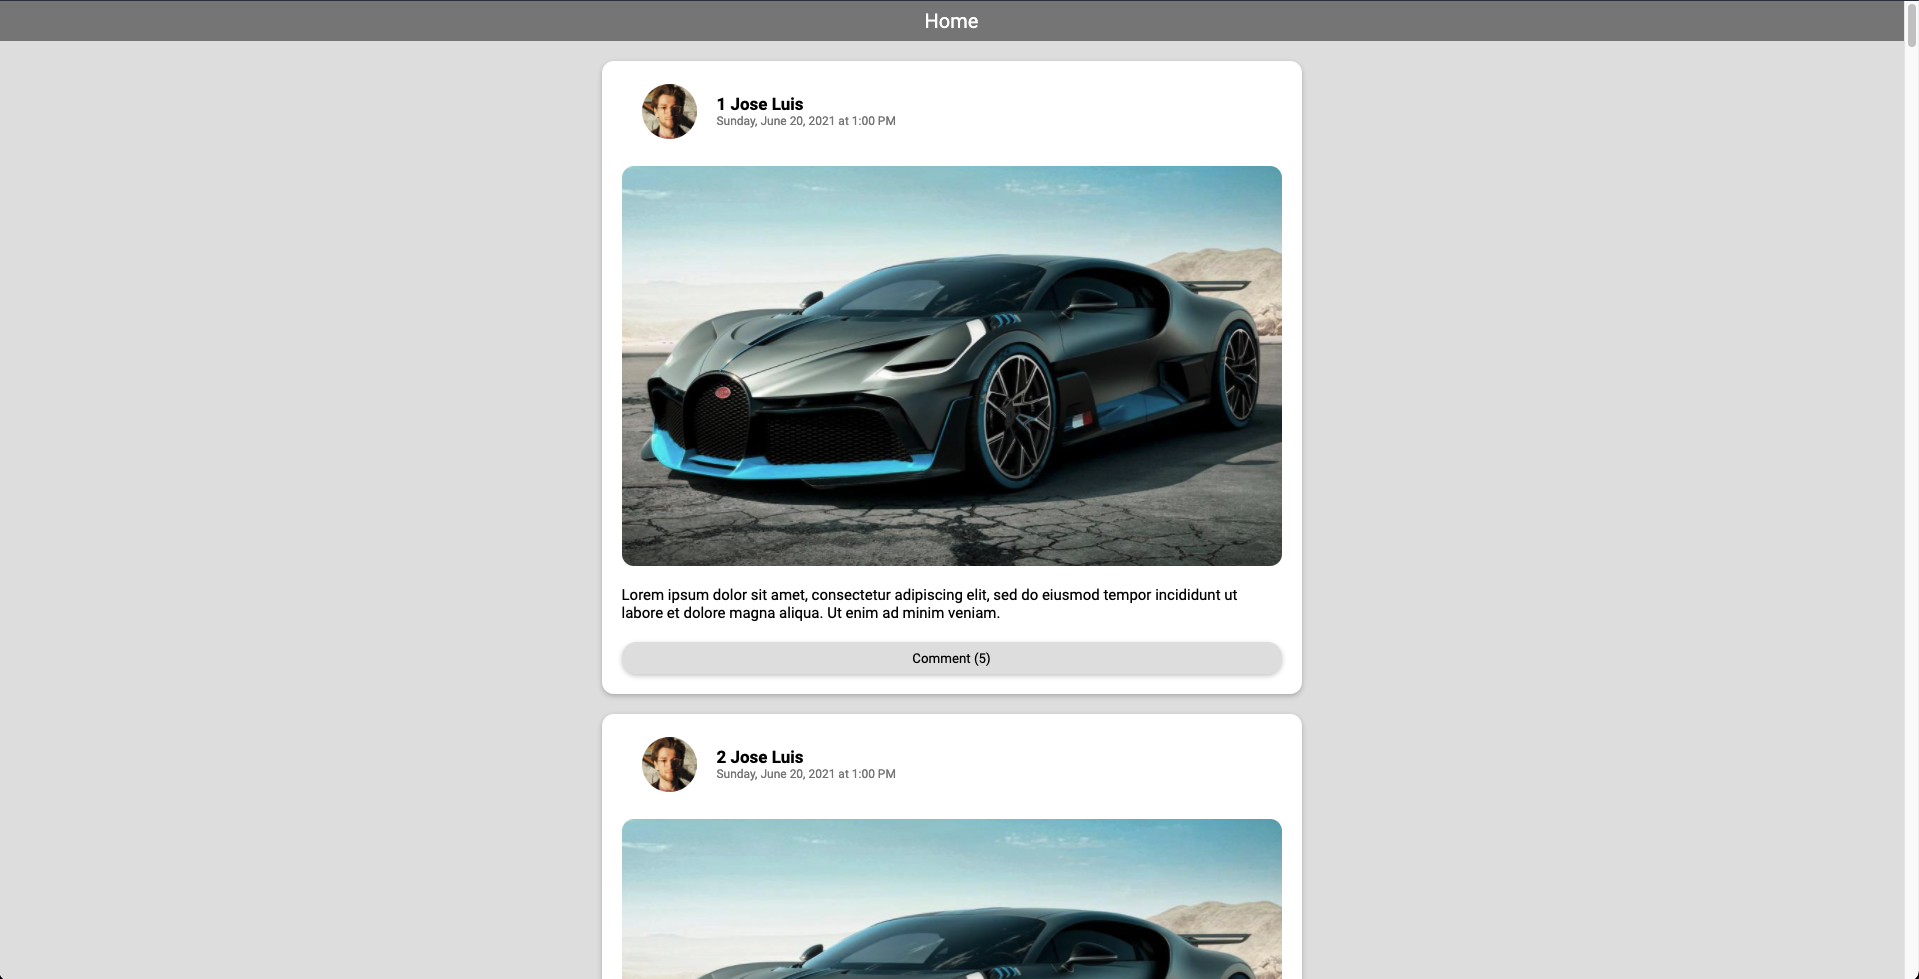 Home
1 Jose Luis
Sunday, June 20, 2021 at 1:00 PM
Lorem ipsum dolor sit amet, consectetur adipiscing elit, sed do eiusmod tempor incididunt ut
labore et dolore magna aliqua. Ut enim ad minim veniam.
Comment (5)
2 Jose Luis
Sunday, June 20, 2021 at 1:00 PM